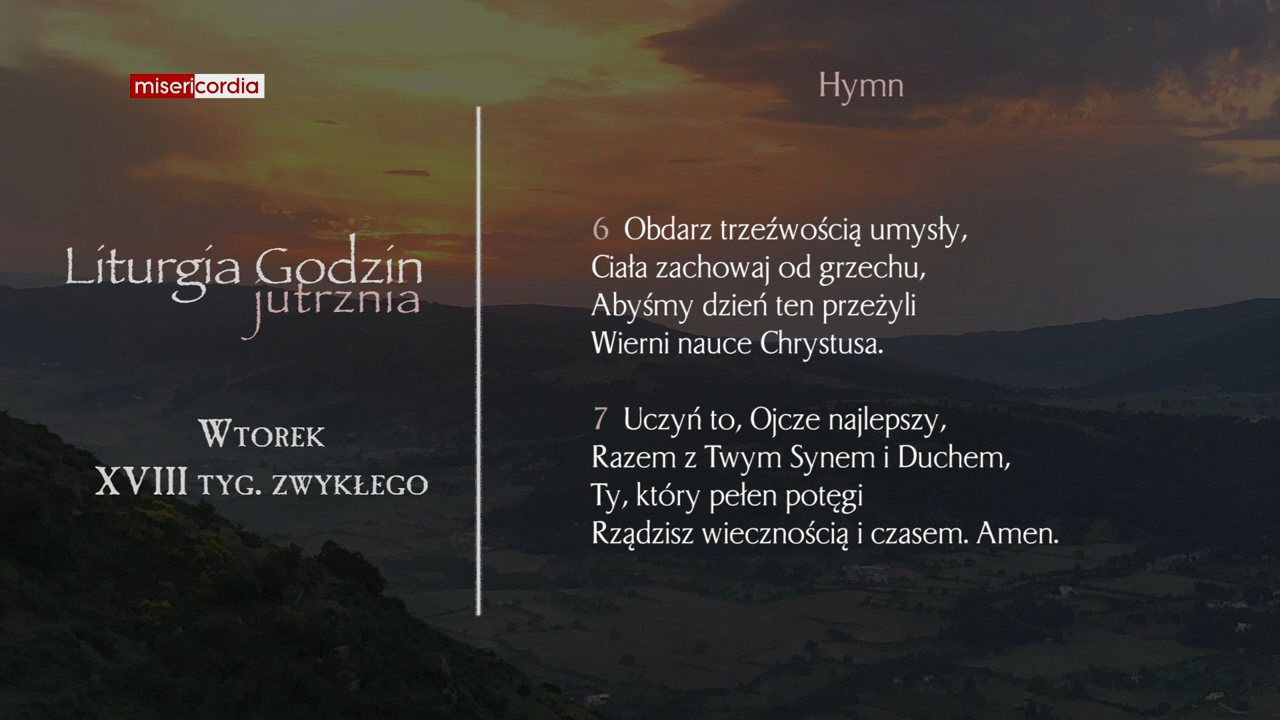 misericordia
Liturgia Godzin
jutrznia
Wtorek
XVIII tyg. zwykłego
Hymn
6 Obdarz trzeźwością umysły,
Ciała zachowaj od grzechu,
Abyśmy dzień ten przeżyli
Wierni nauce Chrystusa.
7 Uczyń to, Ojcze najlepszy,
Razem z Twym Synem i Duchem,
Ty, który pełen potęgi
Rządzisz wiecznością i czasem. Amen.